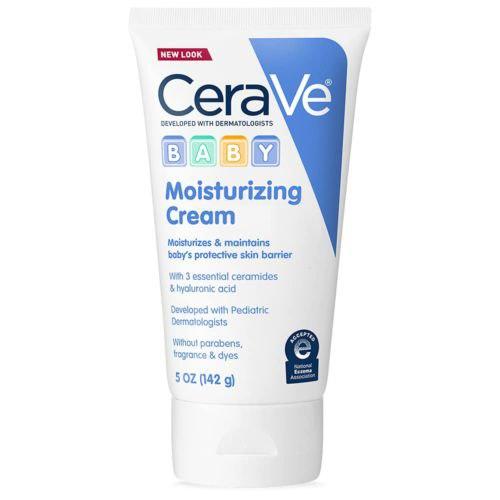 NEW LOOK
CeraVe®
DEVELOPED WITH DERMATOLOGISTS
BABY
Moisturizing
Cream
Moisturizes & maintains
baby's protective skin barrier
With 3 essential ceramides
& hyaluronic acid
Developed with Pediatric
Dermatologists
Without parabens,
fragrance & dyes
ACCEPTED
e
National
Eczema
Association
5 OZ (142 g)